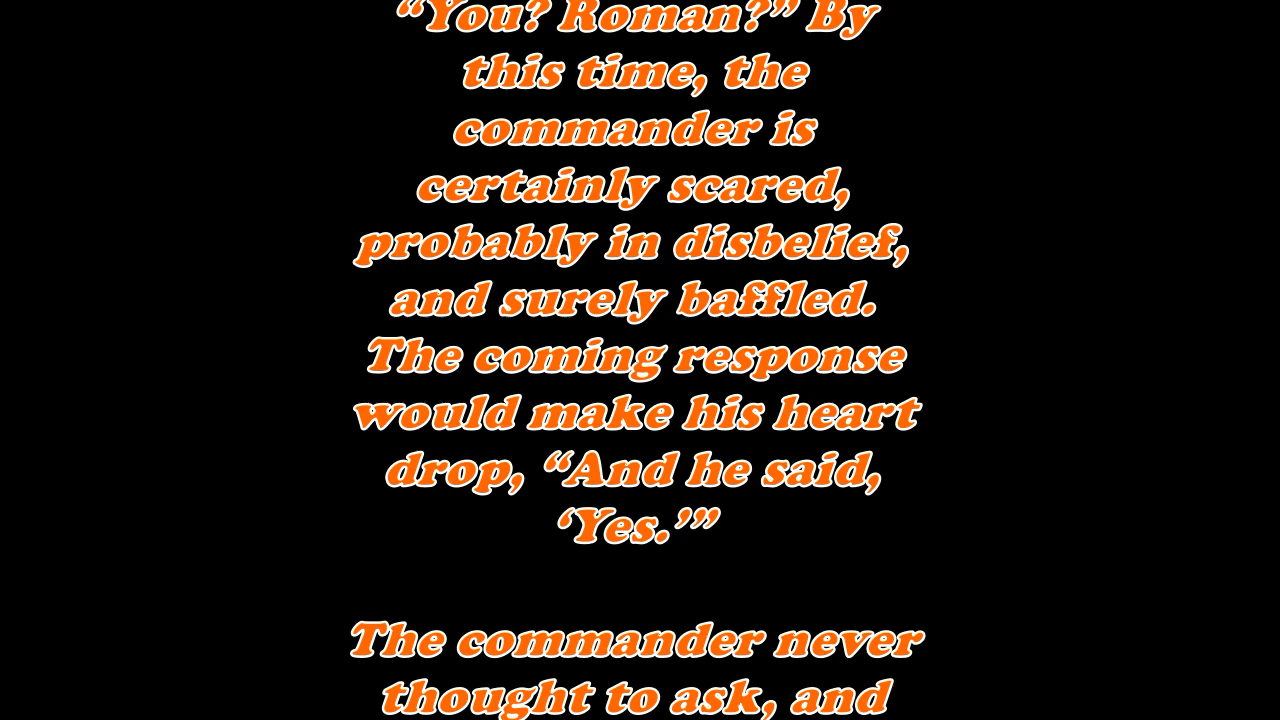 “You? Roman?” By
this time, the
commander is
certainly scared,
probably in disbelief,
and surely baffled.
The coming response
would make his heart
drop, “And he said,
‘Yes.’”
The commander never
thought to ask, and